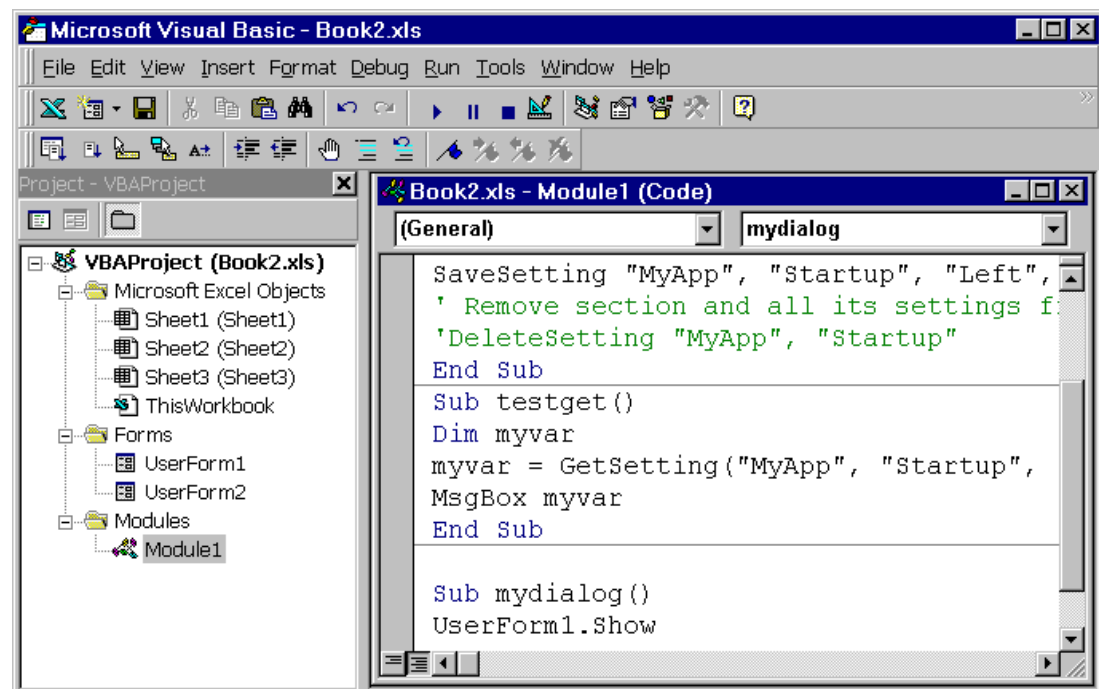 Microsoft Visual Basic - Book2.xls
File Edit View Insert Format Debug Run Tools Window Help
Project - VBAProject
VBAProject (Book2.xls)
Microsoft Excel Objects
Sheet1 (Sheet1)
Sheet2 (Sheet2)
Sheet3 (Sheet3)
ThisWorkbook
Forms
UserForm1
UserForm2
Modules
Module1
Book2.xls - Module1 (Code)
(General) mydialog
SaveSetting "MyApp", "Startup", "Left",
' Remove section and all its settings
'DeleteSetting "MyApp", "Startup"
End Sub
Sub testget()
Dim myvar
myvar = GetSetting("MyApp", "Startup",
MsgBox myvar
End Sub
Sub mydialog()
UserForm1.Show